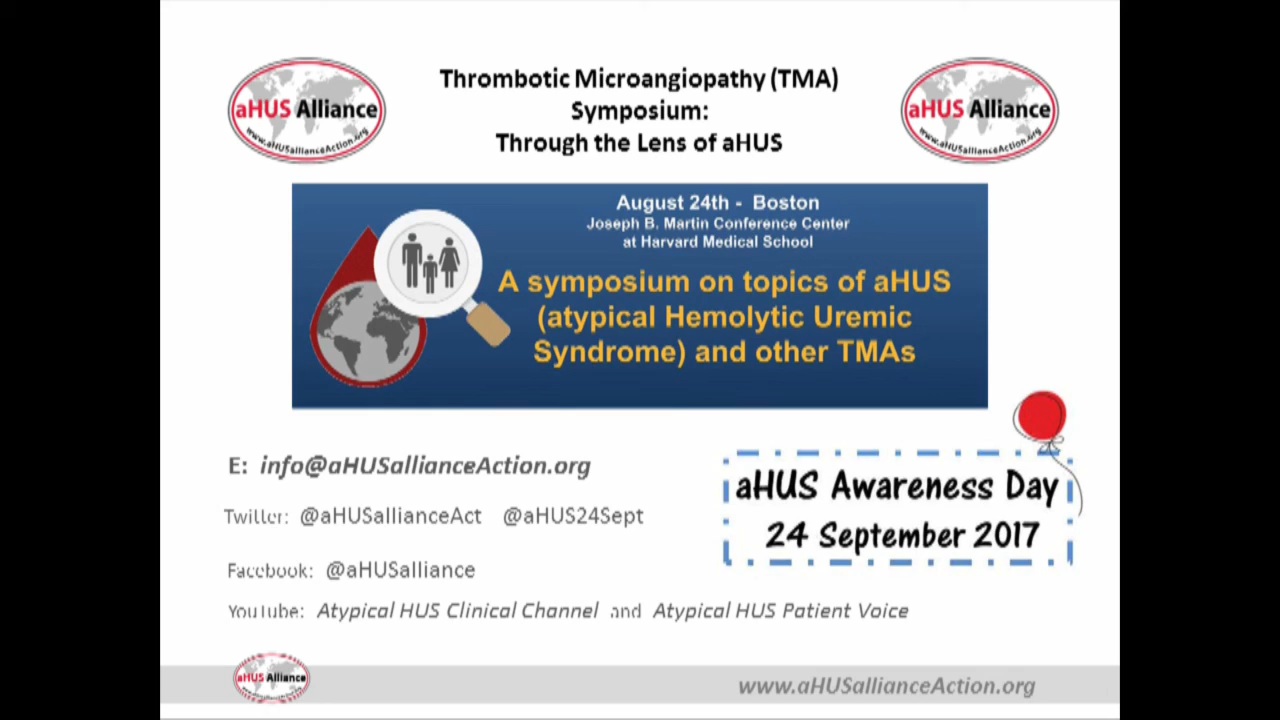 aHUS Alliance
www.aHUSallianceAction.org
Thrombotic Microangiopathy (TMA)
Symposium:
Through the Lens of aHUS
aHUS Alliance
www.aHUSallianceAction.org
August 24th - Boston
Joseph B. Martin Conference Center
at Harvard Medical School
A symposium on topics of aHUS
(atypical Hemolytic Uremic
Syndrome) and other TMAs
E: info@aHUSallianceAction.org
Twitter: @aHUSallianceAct @aHUS24Sept
Facebook: @aHUSalliance
YouTube: Atypical HUS Clinical Channel and Atypical HUS Patient Voice
aHUS Awareness Day
24 September 2017
aHUS Alliance
www.aHUSallianceAction.org